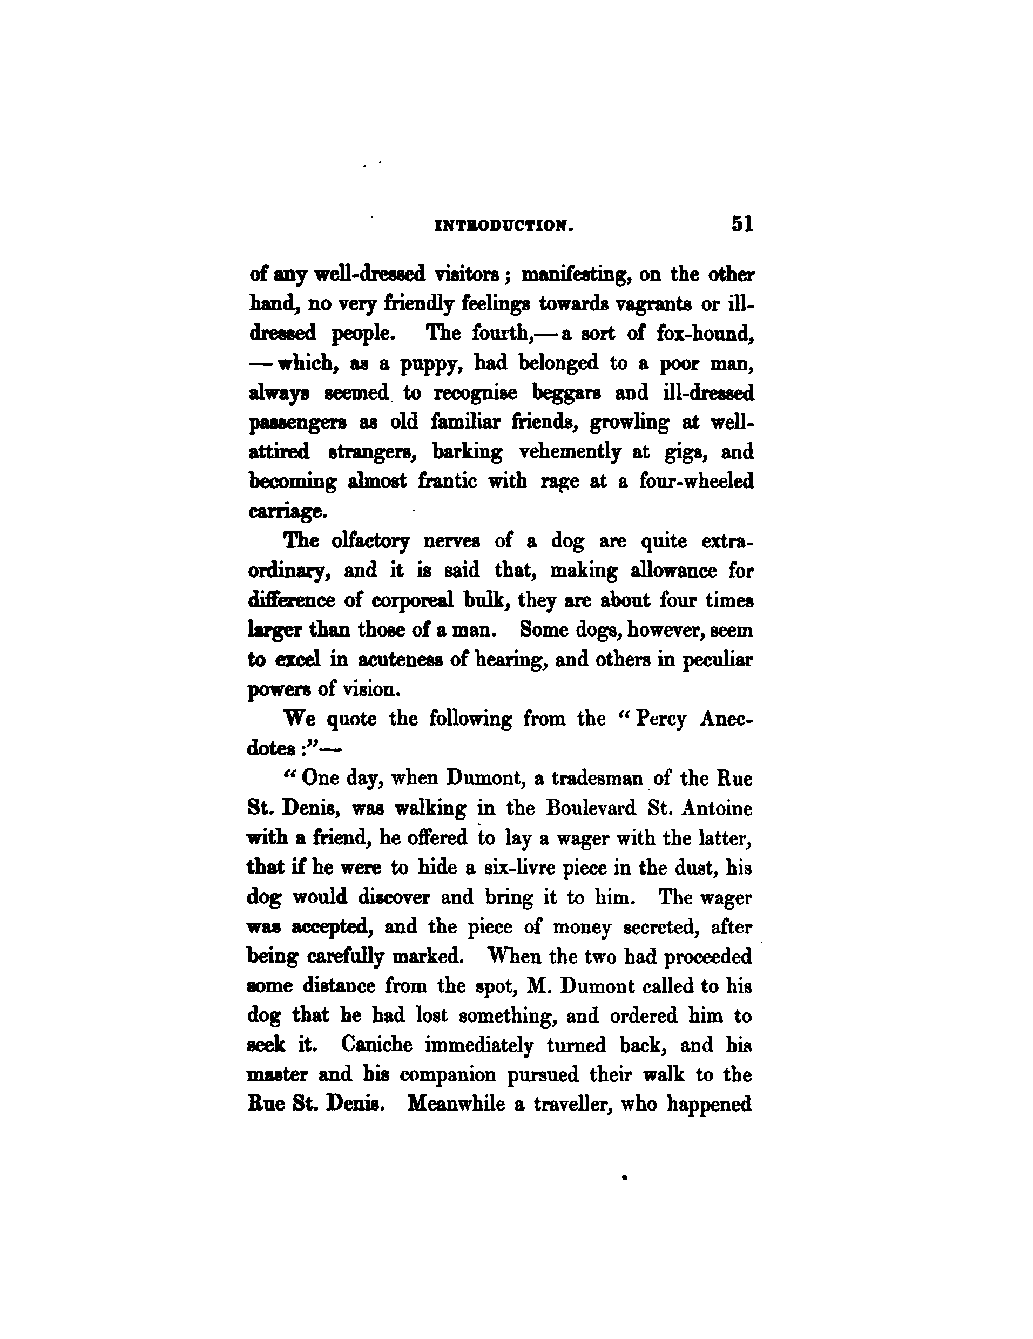 INTRODUCTION. 51
of any well-dressed visitors; manifesting, on the other
hand, no very friendly feelings towards vagrants or ill-
dressed people. The fourth,—a sort of fox-hound,
—which, as a puppy, had belonged to a poor man,
always seemed to recognise beggars and ill-dressed
passengers as old familiar friends, growling at well-
attired strangers, barking vehemently at gigs, and
becoming almost frantic with rage at a four-wheeled
carriage.
The olfactory nerves of a dog are quite extra-
ordinary, and it is said that, making allowance for
difference of corporeal bulk, they are about four times
larger than those of a man. Some dogs, however, seem
to excel in acuteness of hearing, and others in peculiar
powers of vision.
We quote the following from the “Percy Anec-
dotes:”—
“One day, when Dumont, a tradesman of the Rue
St. Denis, was walking in the Boulevard St. Antoine
with a friend, he offered to lay a wager with the latter,
that if he were to hide a six-livre piece in the dust, his
dog would discover and bring it to him. The wager
was accepted, and the piece of money secreted, after
being carefully marked. When the two had proceeded
some distance from the spot, M. Dumont called to his
dog that he had lost something, and ordered him to
seek it. Caniche immediately turned back, and his
master and his companion pursued their walk to the
Rue St. Denis. Meanwhile a traveller, who happened